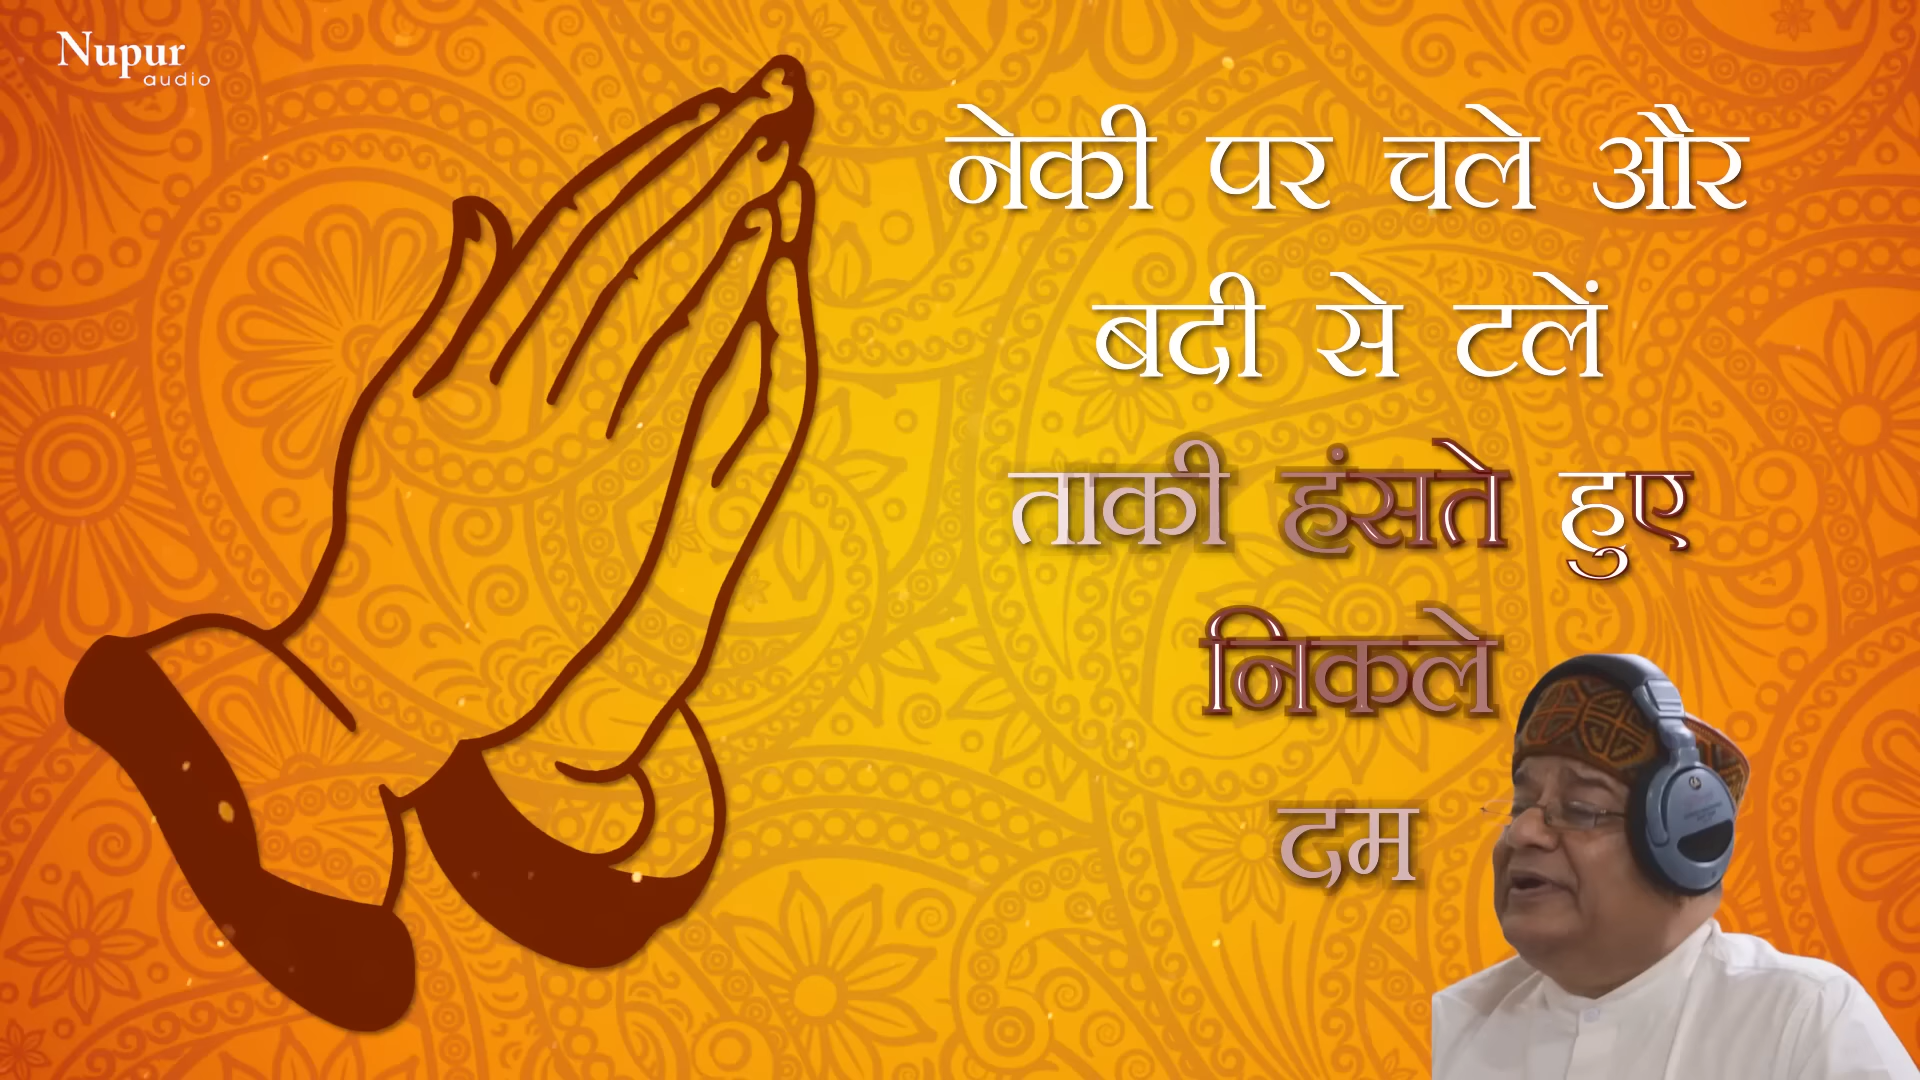 Nupur
audio
नेकी पर चले और
बदी से टलें
ताकी हंसते हुए
निकले
दम